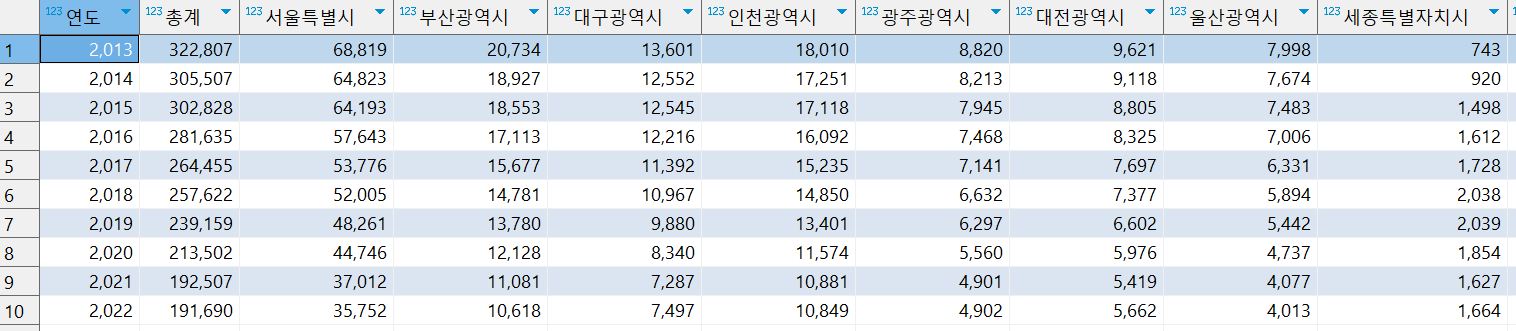 123 연도 123 총계 123 서울특별시 123 부산광역시 123 대구광역시 123 인천광역시 123 광주광역시 123 대전광역시 123 울산광역시 123 세종특별자치시
1 2,013 322,807 68,819 20,734 13,601 18,010 8,820 9,621 7,998 743
2 2,014 305,507 64,823 18,927 12,552 17,251 8,213 9,118 7,674 920
3 2,015 302,828 64,193 18,553 12,545 17,118 7,945 8,805 7,483 1,498
4 2,016 281,635 57,643 17,113 12,216 16,092 7,468 8,325 7,006 1,612
5 2,017 264,455 53,776 15,677 11,392 15,235 7,141 7,697 6,331 1,728
6 2,018 257,622 52,005 14,781 10,967 14,850 6,632 7,377 5,894 2,038
7 2,019 239,159 48,261 13,780 9,880 13,401 6,297 6,602 5,442 2,039
8 2,020 213,502 44,746 12,128 8,340 11,574 5,560 5,976 4,737 1,854
9 2,021 192,507 37,012 11,081 7,287 10,881 4,901 5,419 4,077 1,627
10 2,022 191,690 35,752 10,618 7,497 10,849 4,902 5,662 4,013 1,664